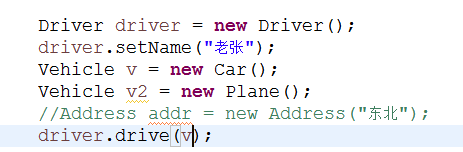 Driver driver = new Driver();
driver.setName("老张");
Vehicle v = new Car();
Vehicle v2 = new Plane();
//Address addr = new Address("东北");
driver.drive(v);